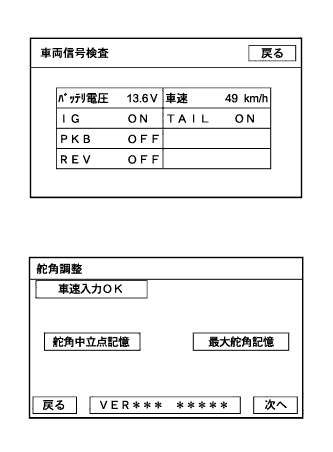 車両信号検査 戻る
ﾊﾞｯﾃﾘ電圧 13.6V 車速 49 km/h
ＩＧ ＯＮ ＴＡＩＬ ＯＮ
ＰＫＢ ＯＦＦ
ＲＥＶ ＯＦＦ
舵角調整
車速入力ＯＫ
舵角中立点記憶 最大舵角記憶
戻る ＶＥＲ＊＊＊ ＊＊＊＊＊ 次へ